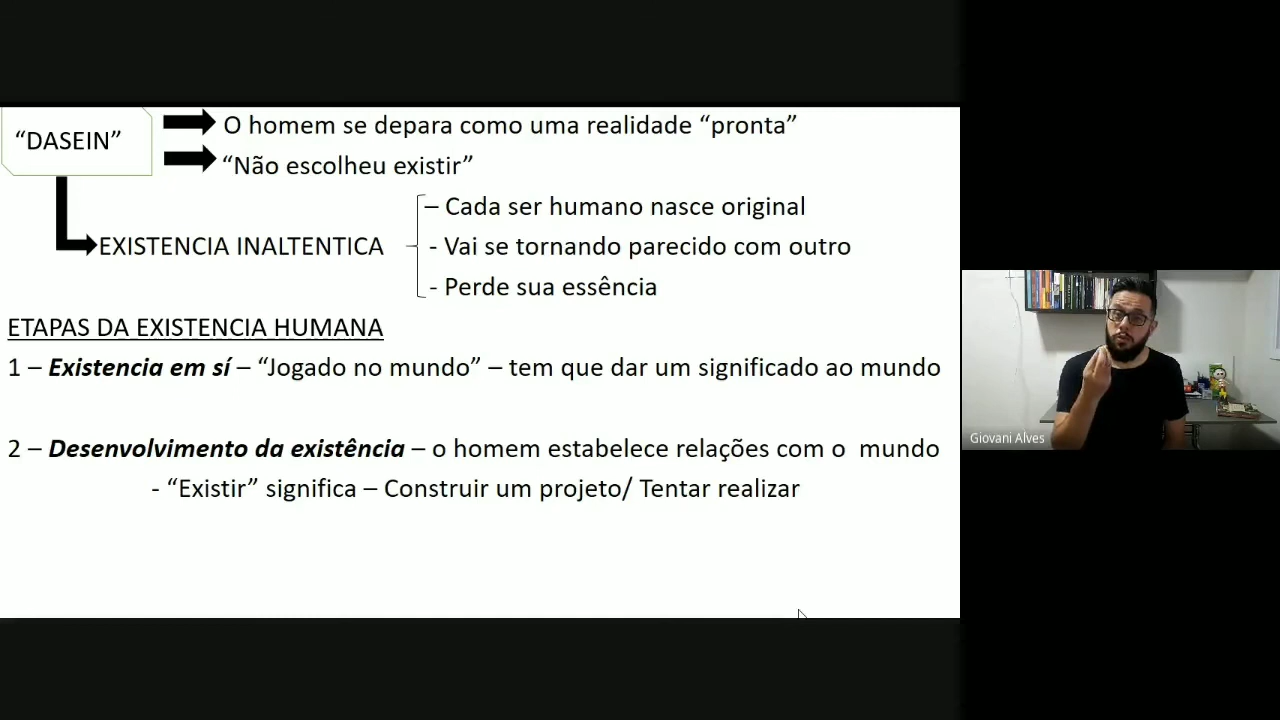 “DASEIN”
O homem se depara como uma realidade “pronta”
“Não escolheu existir”
– Cada ser humano nasce original
EXISTENCIA INALTENTICA
- Vai se tornando parecido com outro
- Perde sua essência
ETAPAS DA EXISTENCIA HUMANA
1 – Existencia em sí – “Jogado no mundo” – tem que dar um significado ao mundo
2 – Desenvolvimento da existência – o homem estabelece relações com o mundo
- “Existir” significa – Construir um projeto/ Tentar realizar
Giovani Alves